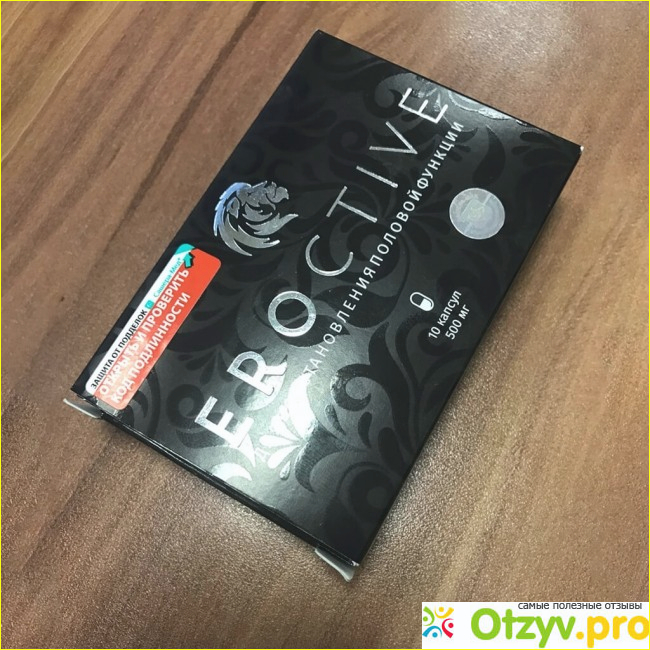 EROCTIVE
ПОЛОВОЙ ФУНКЦИИ
10 капсул
500 мг
ЗАЩИТА ОТ ПОДДЕЛОК
ОТКРЫТЬ И ПРОВЕРИТЬ
КОД ПОДЛИННОСТИ
самые полезные отзывы
Otzyv.pro